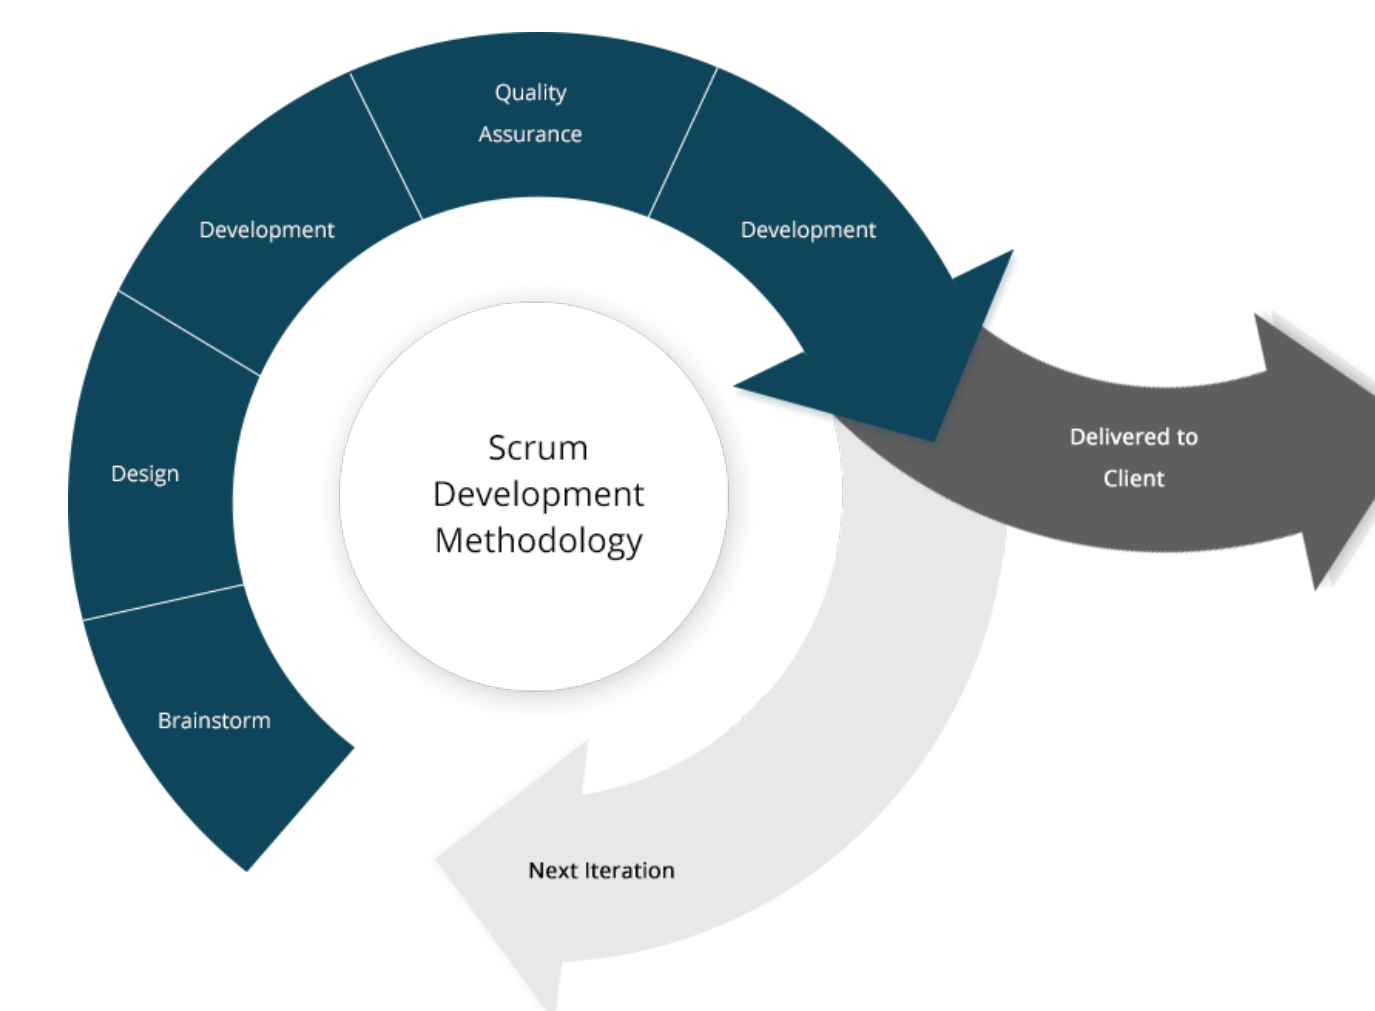 Quality
Assurance
Development
Development
Design
Brainstorm
Scrum
Development
Methodology
Delivered to
Client
Next Iteration